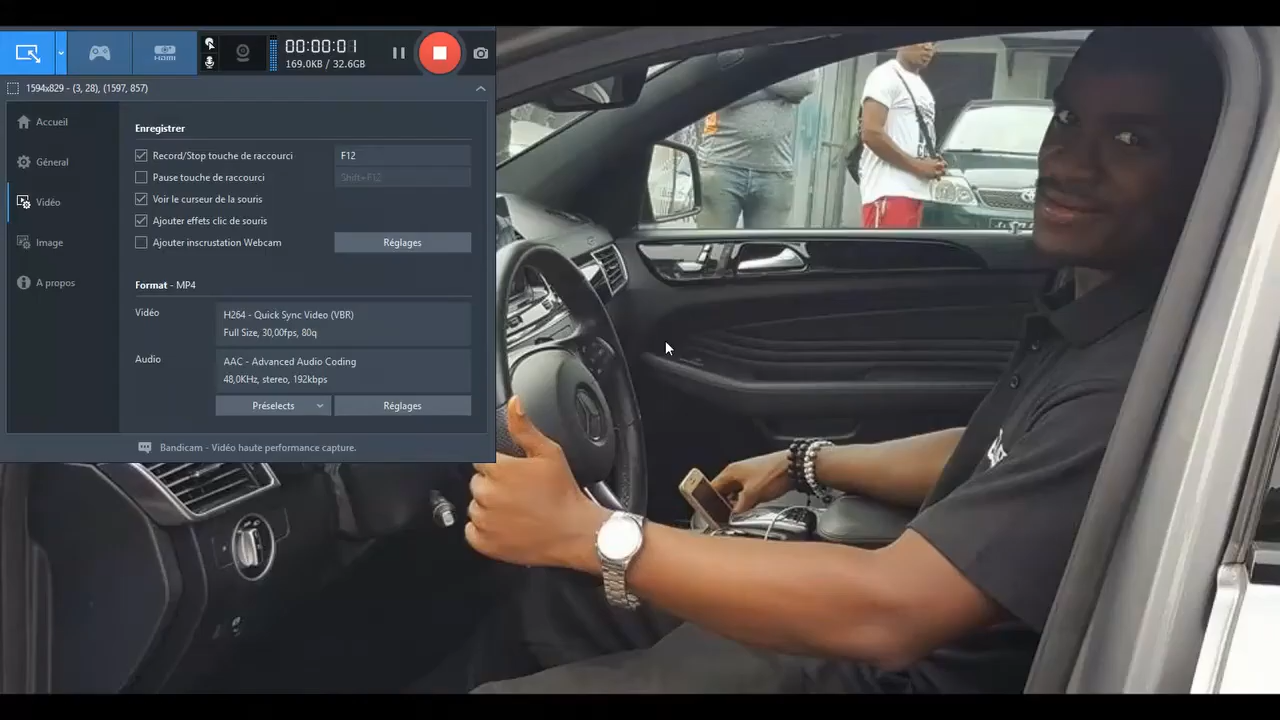 HDMI
00:00:01
169.0KB / 32.6GB
1594x829 - (3, 28), (1597, 857)
Accueil
Géneral
Vidéo
Image
A propos
Enregistrer
Record/Stop touche de raccourci
F12
Pause touche de raccourci
Shift+F12
Voir le curseur de la souris
Ajouter effets clic de souris
Ajouter inscrustation Webcam
Réglages
Format - MP4
Vidéo
H264 - Quick Sync Video (VBR)
Full Size, 30,00fps, 80q
Audio
AAC - Advanced Audio Coding
48,0KHz, stereo, 192kbps
Préselects
Réglages
Bandicam - Vidéo haute performance capture.